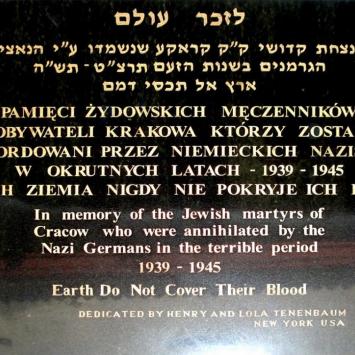 לזכר עולם
נצחת קדושי ק"ק קראקע שנשמדו ע"י הנאצי
הגרמנים בשנות הזעם תרצ"ט - תש"ה
ארץ אל תכסי דמם
PAMIĘCI ŻYDOWSKICH MĘCZENNIKÓW
OBYWATELI KRAKOWA KTÓRZY ZOSTA
ORDOWANI PRZEZ NIEMIECKICH NAZIS
W OKRUTNYCH LATACH - 1939 - 1945
H ZIEMIA NIGDY NIE POKRYJE ICH
In memory of the Jewish martyrs of
Cracow who were annihilated by the
Nazi Germans in the terrible period
1939 - 1945
Earth Do Not Cover Their Blood
DEDICATED BY HENRY AND LOLA TENENBAUM
NEW YORK USA